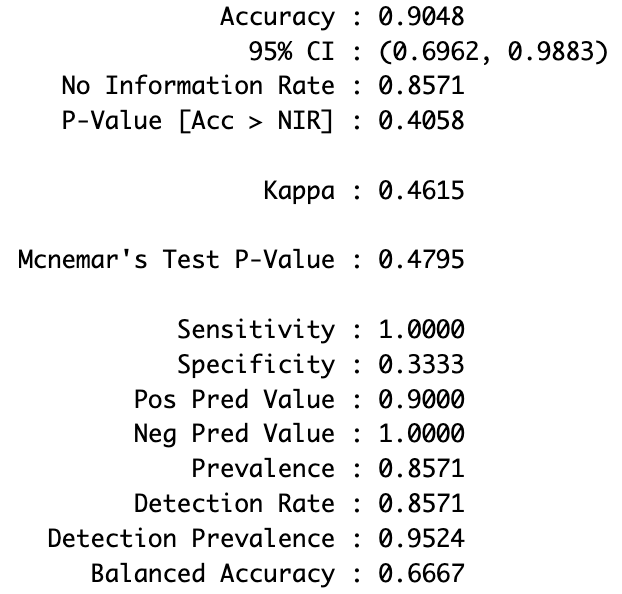 Accuracy : 0.9048
95% CI : (0.6962, 0.9883)
No Information Rate : 0.8571
P-Value [Acc > NIR] : 0.4058
Kappa : 0.4615
Mcnemar's Test P-Value : 0.4795
Sensitivity : 1.0000
Specificity : 0.3333
Pos Pred Value : 0.9000
Neg Pred Value : 1.0000
Prevalence : 0.8571
Detection Rate : 0.8571
Detection Prevalence : 0.9524
Balanced Accuracy : 0.6667